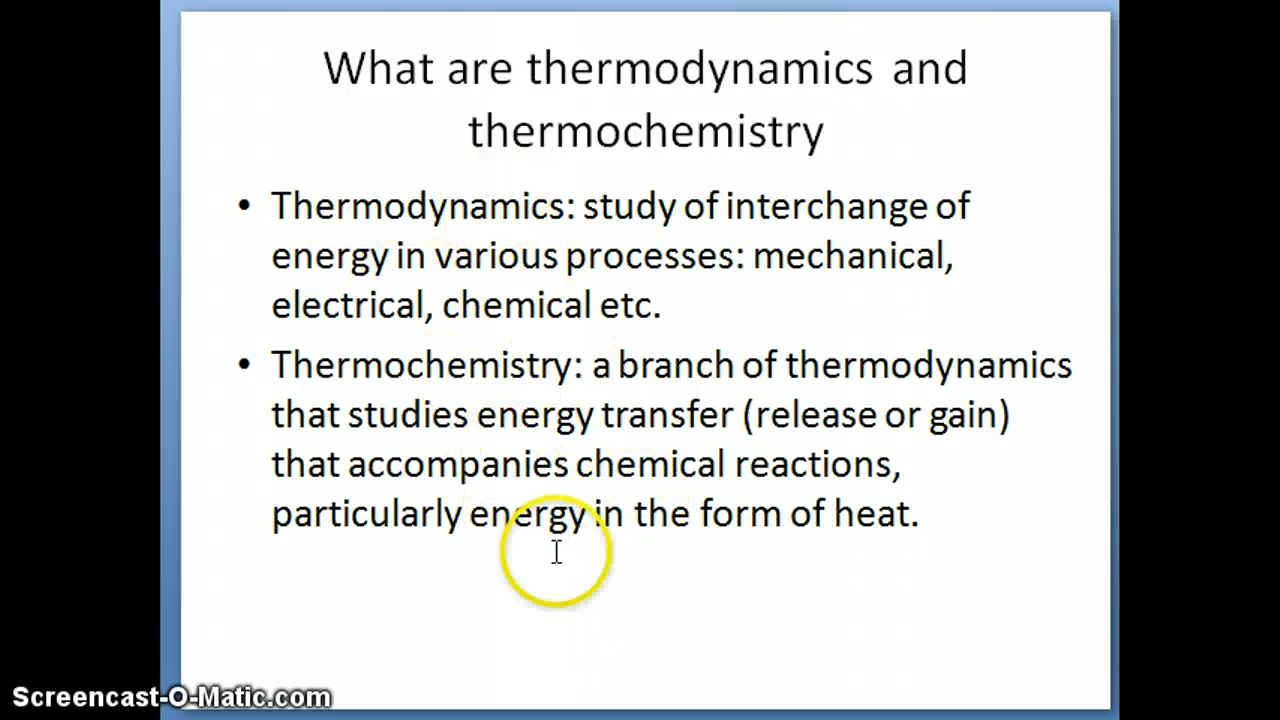 What are thermodynamics and
thermochemistry
• Thermodynamics: study of interchange of
energy in various processes: mechanical,
electrical, chemical etc.
• Thermochemistry: a branch of thermodynamics
that studies energy transfer (release or gain)
that accompanies chemical reactions,
particularly energy in the form of heat.
Screencast-O-Matic.com